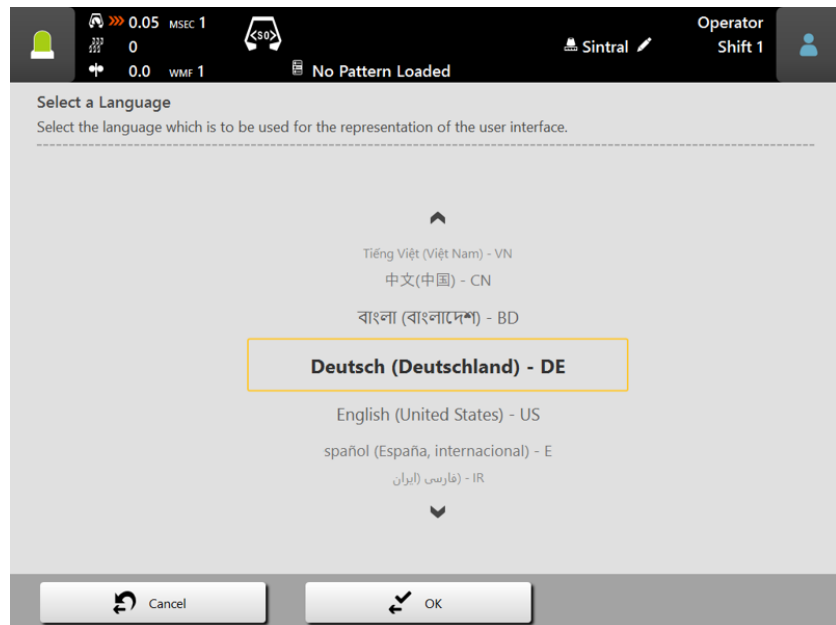 0.05 MSEC 1
0
0.0 WMF 1
<SO>
No Pattern Loaded
Sintral
Operator
Shift 1
Select a Language
Select the language which is to be used for the representation of the user interface.
Tiếng Việt (Việt Nam) - VN
中文(中国) - CN
বাংলা (বাংলাদেশ) - BD
Deutsch (Deutschland) - DE
English (United States) - US
spañol (España, internacional) - E
فارسی (ایران) - IR
Cancel
OK